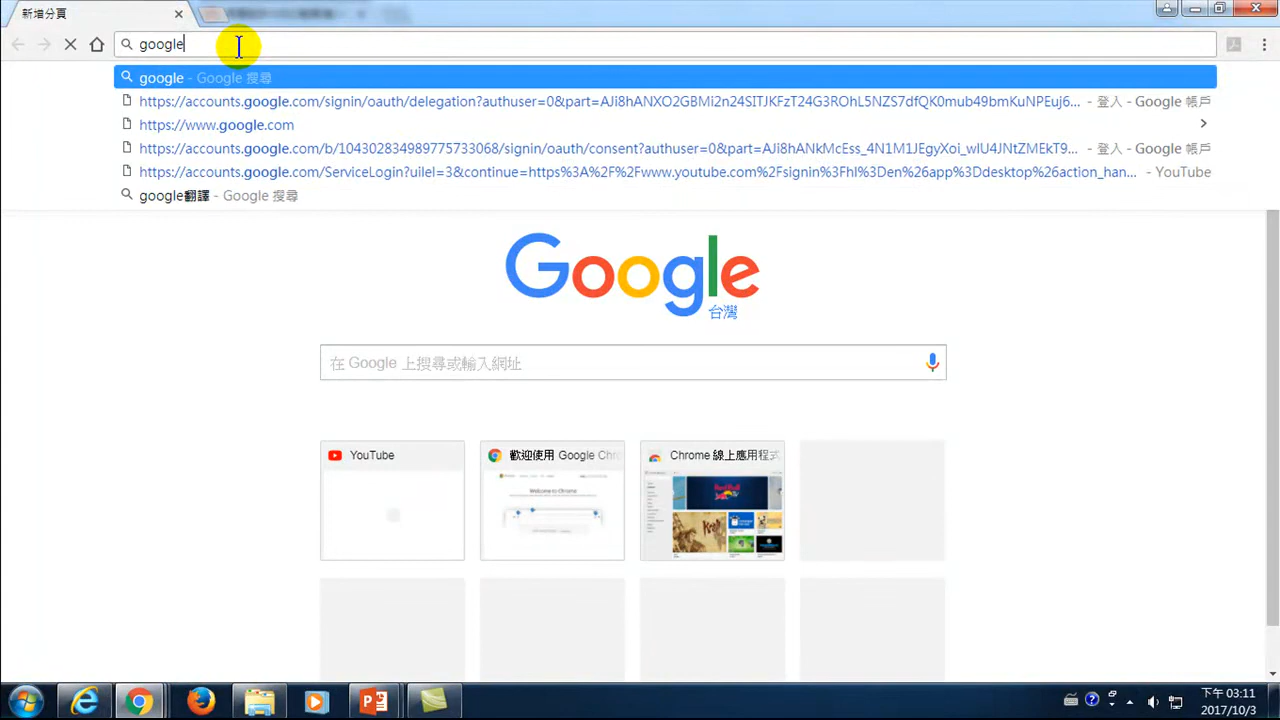 新增分頁
google
google - Google 搜尋
https://accounts.google.com/signin/oauth/delegation?authuser=0&part=AJi8hANXO2GBMi2n24SITJKFzT24G3ROhL5NZS7dfQK0mub49bmKuNPEuj6... - 登入 - Google 帳戶
https://www.google.com
https://accounts.google.com/b/104302834989775733068/signin/oauth/consent?authuser=0&part=AJi8hANkMcEss_4N1M1JEgyXoi_wIU4JNtZMEkT9... - 登入 - Google 帳戶
https://accounts.google.com/ServiceLogin?uilel=3&continue=https%3A%2F%2Fwww.youtube.com%2Fsignin%3Fhl%3Den%26app%3Ddesktop%26action_han... - YouTube
google翻譯 - Google 搜尋
Google
台灣
在 Google 上搜尋或輸入網址
YouTube
歡迎使用 Google Chr
Chrome 線上應用程式
Welcome to Chrome
下午 03:11
2017/10/3